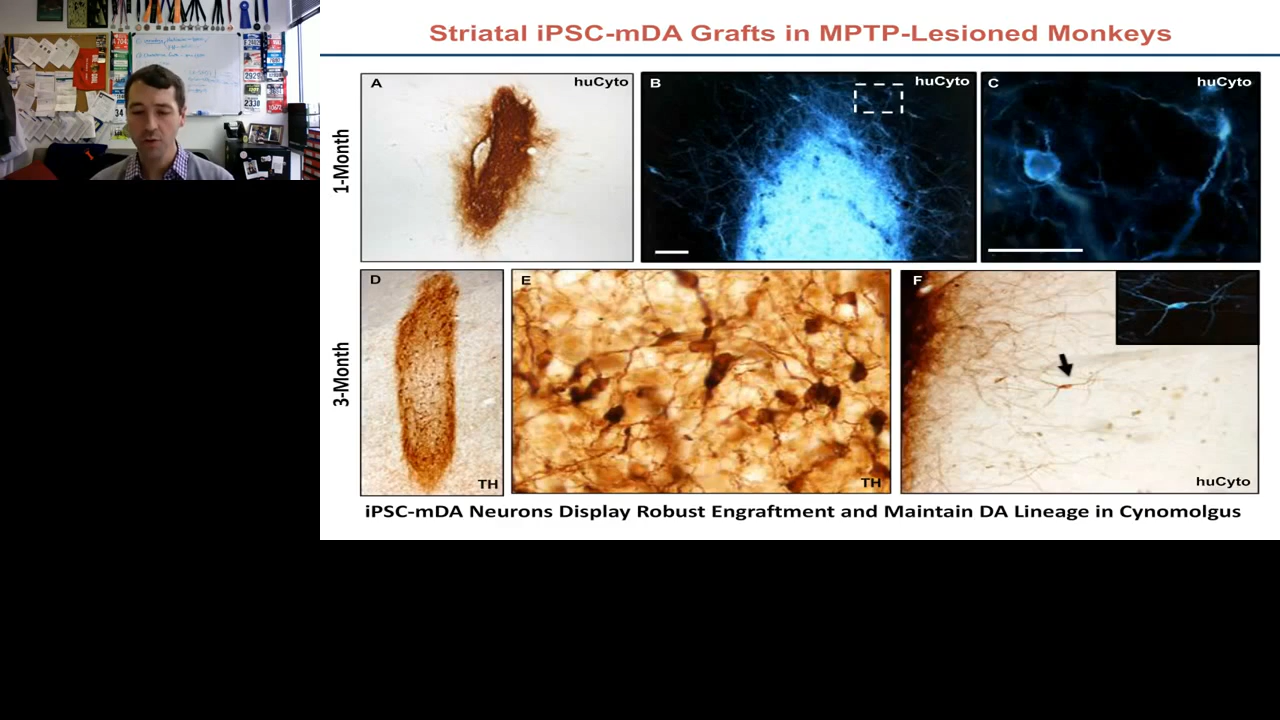 Striatal iPSC-mDA Grafts in MPTP-Lesioned Monkeys
1-Month
A
huCyto
B
huCyto
C
huCyto
3-Month
D
TH
E
TH
F
huCyto
iPSC-mDA Neurons Display Robust Engraftment and Maintain DA Lineage in Cynomolgus